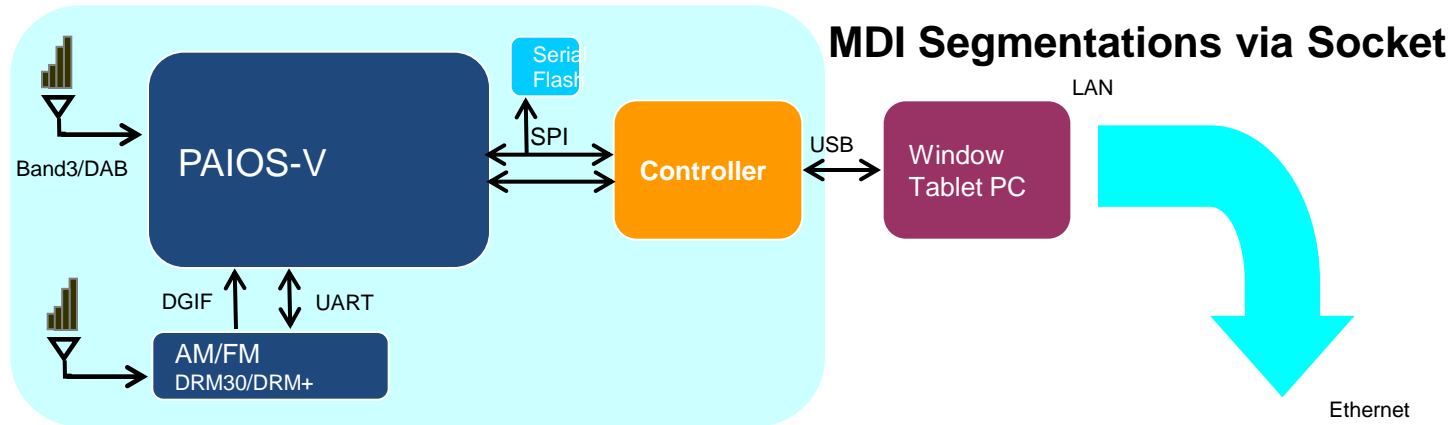 MDI Segmentations via Socket
Serial
Flash
LAN
PAIOS-V
SPI
Controller
USB
Window
Tablet PC
Band3/DAB
DGIF
UART
AM/FM
DRM30/DRM+
Ethernet